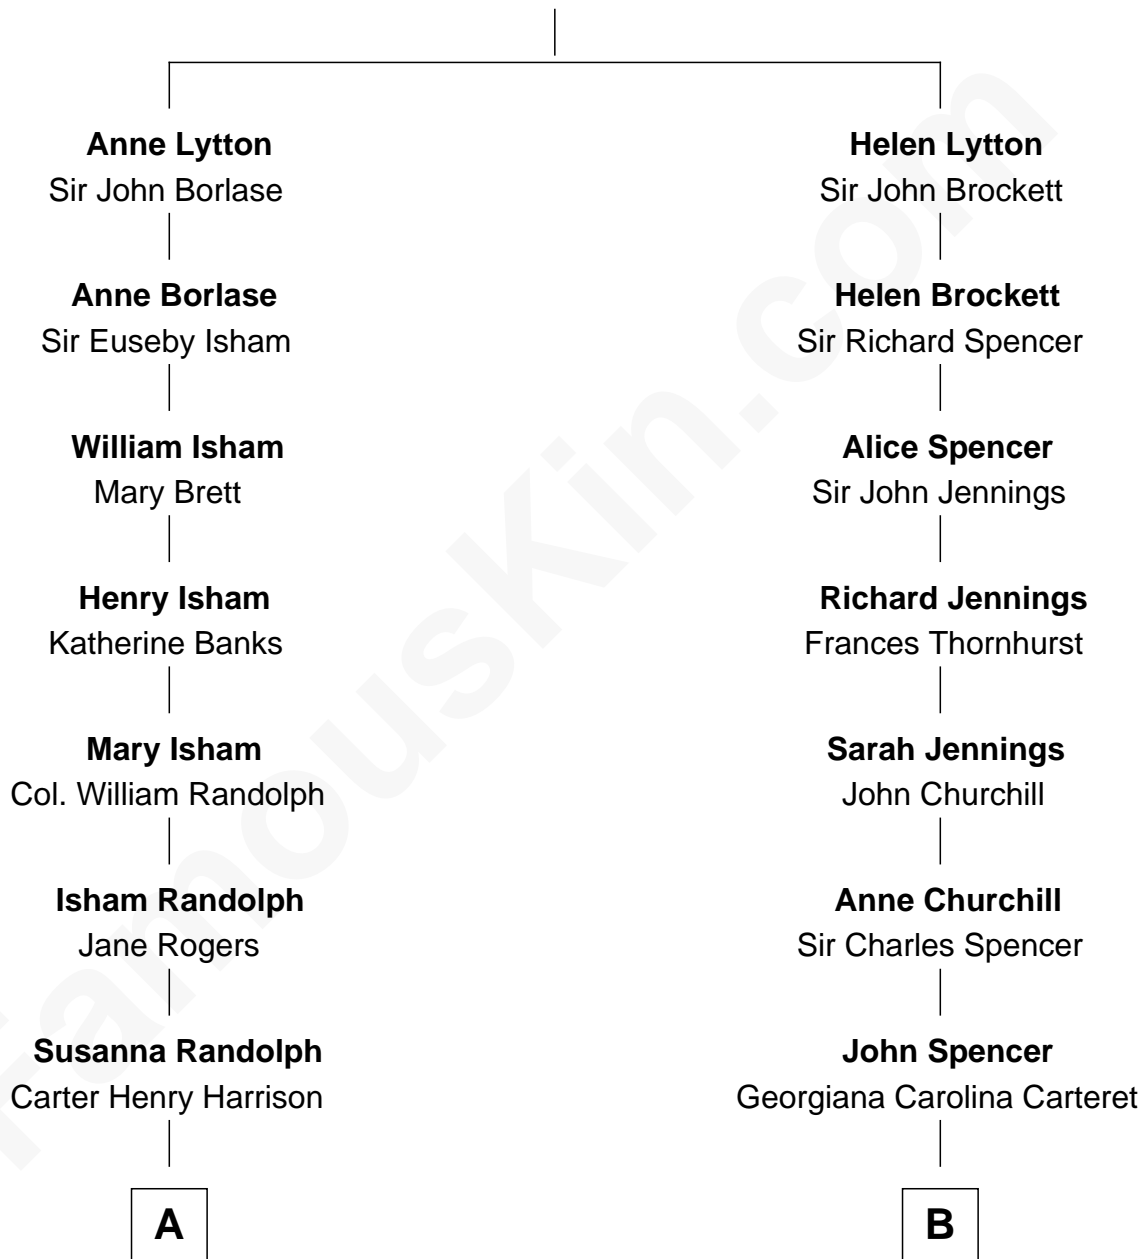 Anne Lytton
Sir John Borlase
Helen Lytton
Sir John Brockett
Anne Borlase
Sir Euseby Isham
Helen Brockett
Sir Richard Spencer
William Isham
Mary Brett
Alice Spencer
Sir John Jennings
Henry Isham
Katherine Banks
Richard Jennings
Frances Thornhurst
Mary Isham
Col. William Randolph
Sarah Jennings
John Churchill
Isham Randolph
Jane Rogers
Anne Churchill
Sir Charles Spencer
Susanna Randolph
Carter Henry Harrison
John Spencer
Georgiana Carolina Carteret
A
B
FamousKin.com